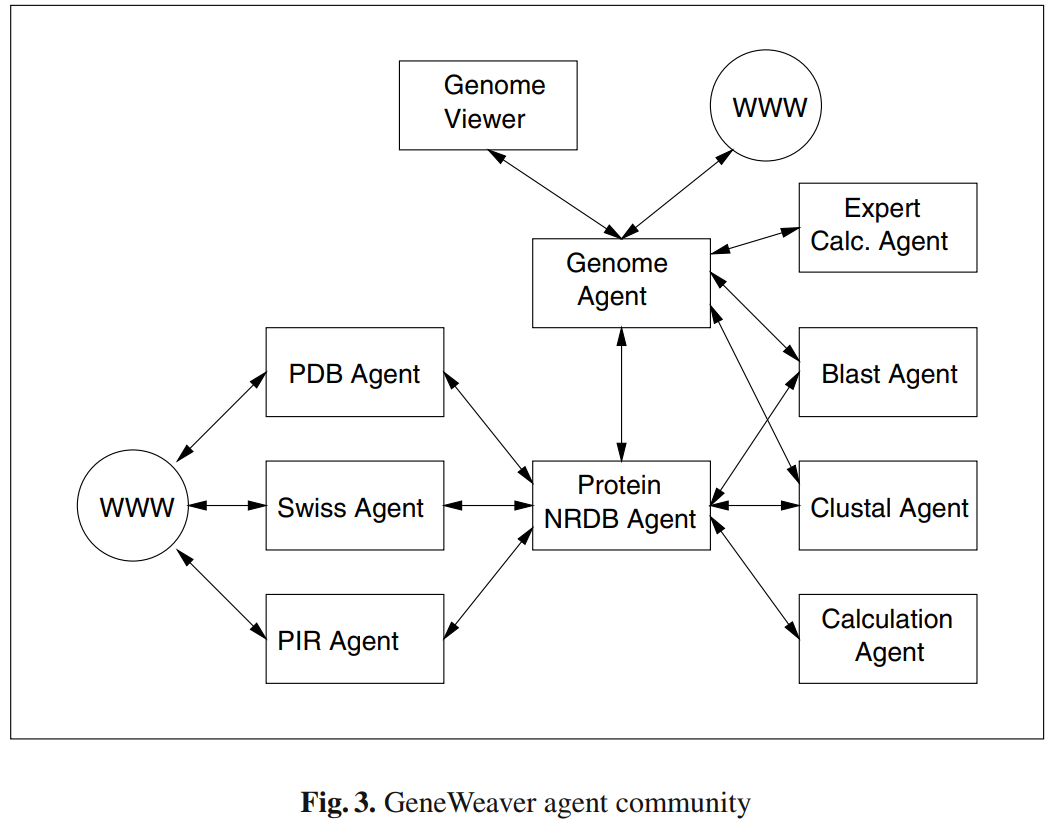 Genome
Viewer
WWW
Expert
Calc. Agent
Genome
Agent
PDB Agent
Blast Agent
WWW
Swiss Agent
Protein
NRDB Agent
Clustal Agent
PIR Agent
Calculation
Agent
Fig. 3. GeneWeaver agent community